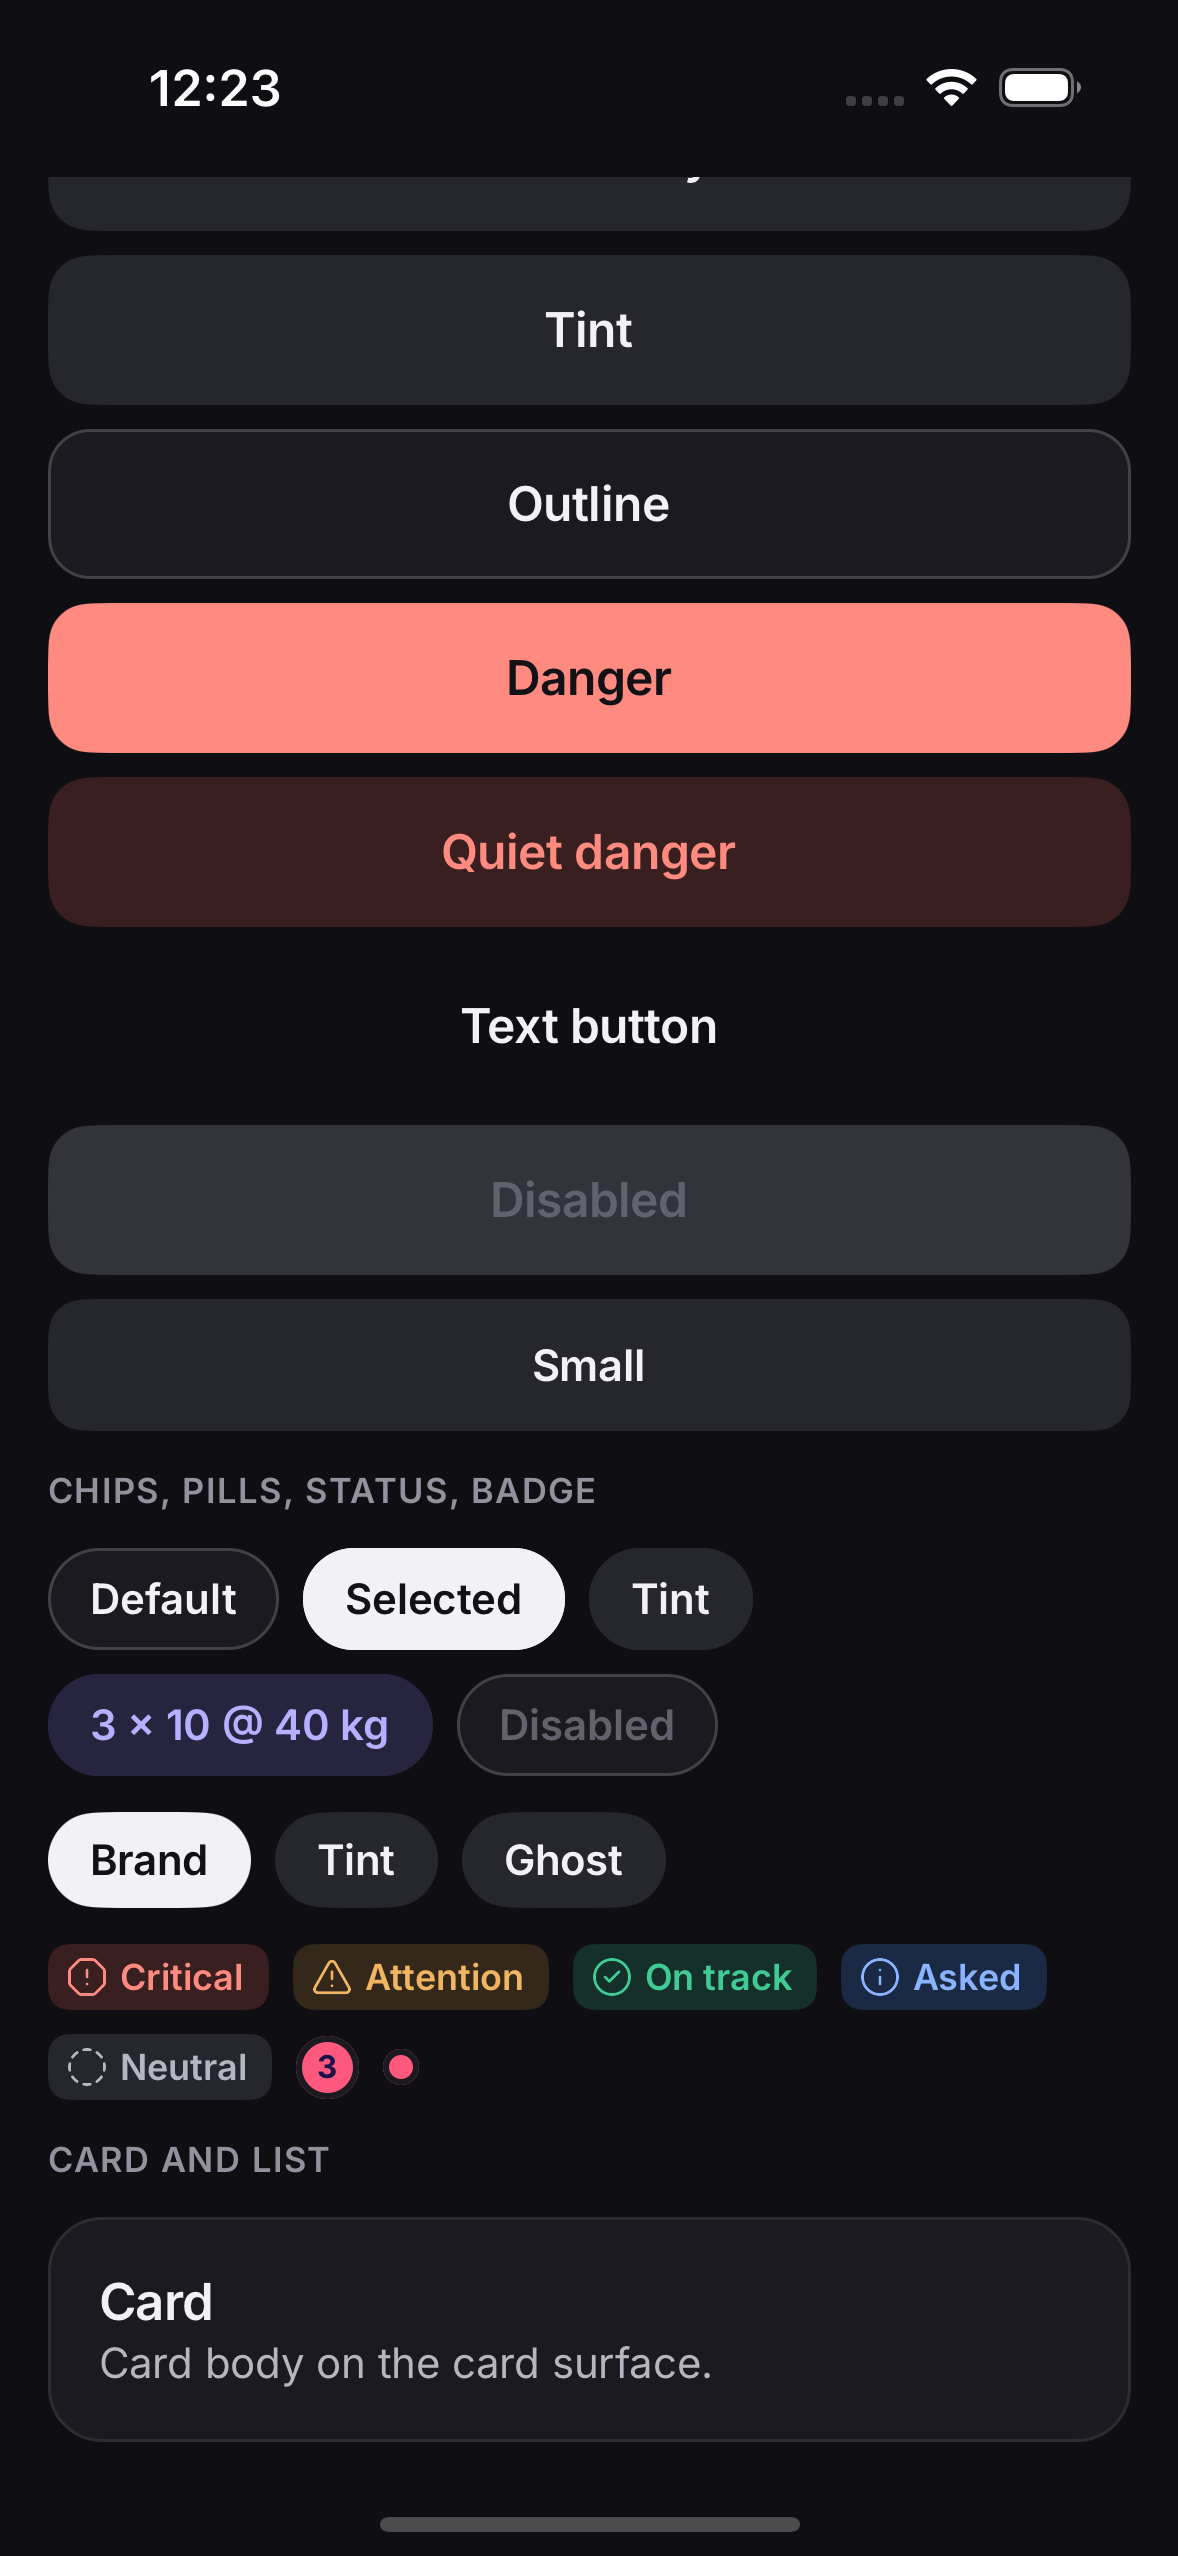 12:23
Tint
Outline
Danger
Quiet danger
Text button
Disabled
Small
CHIPS, PILLS, STATUS, BADGE
Default Selected Tint
3 × 10 @ 40 kg Disabled
Brand Tint Ghost
Critical Attention On track Asked
Neutral 3
CARD AND LIST
Card
Card body on the card surface.